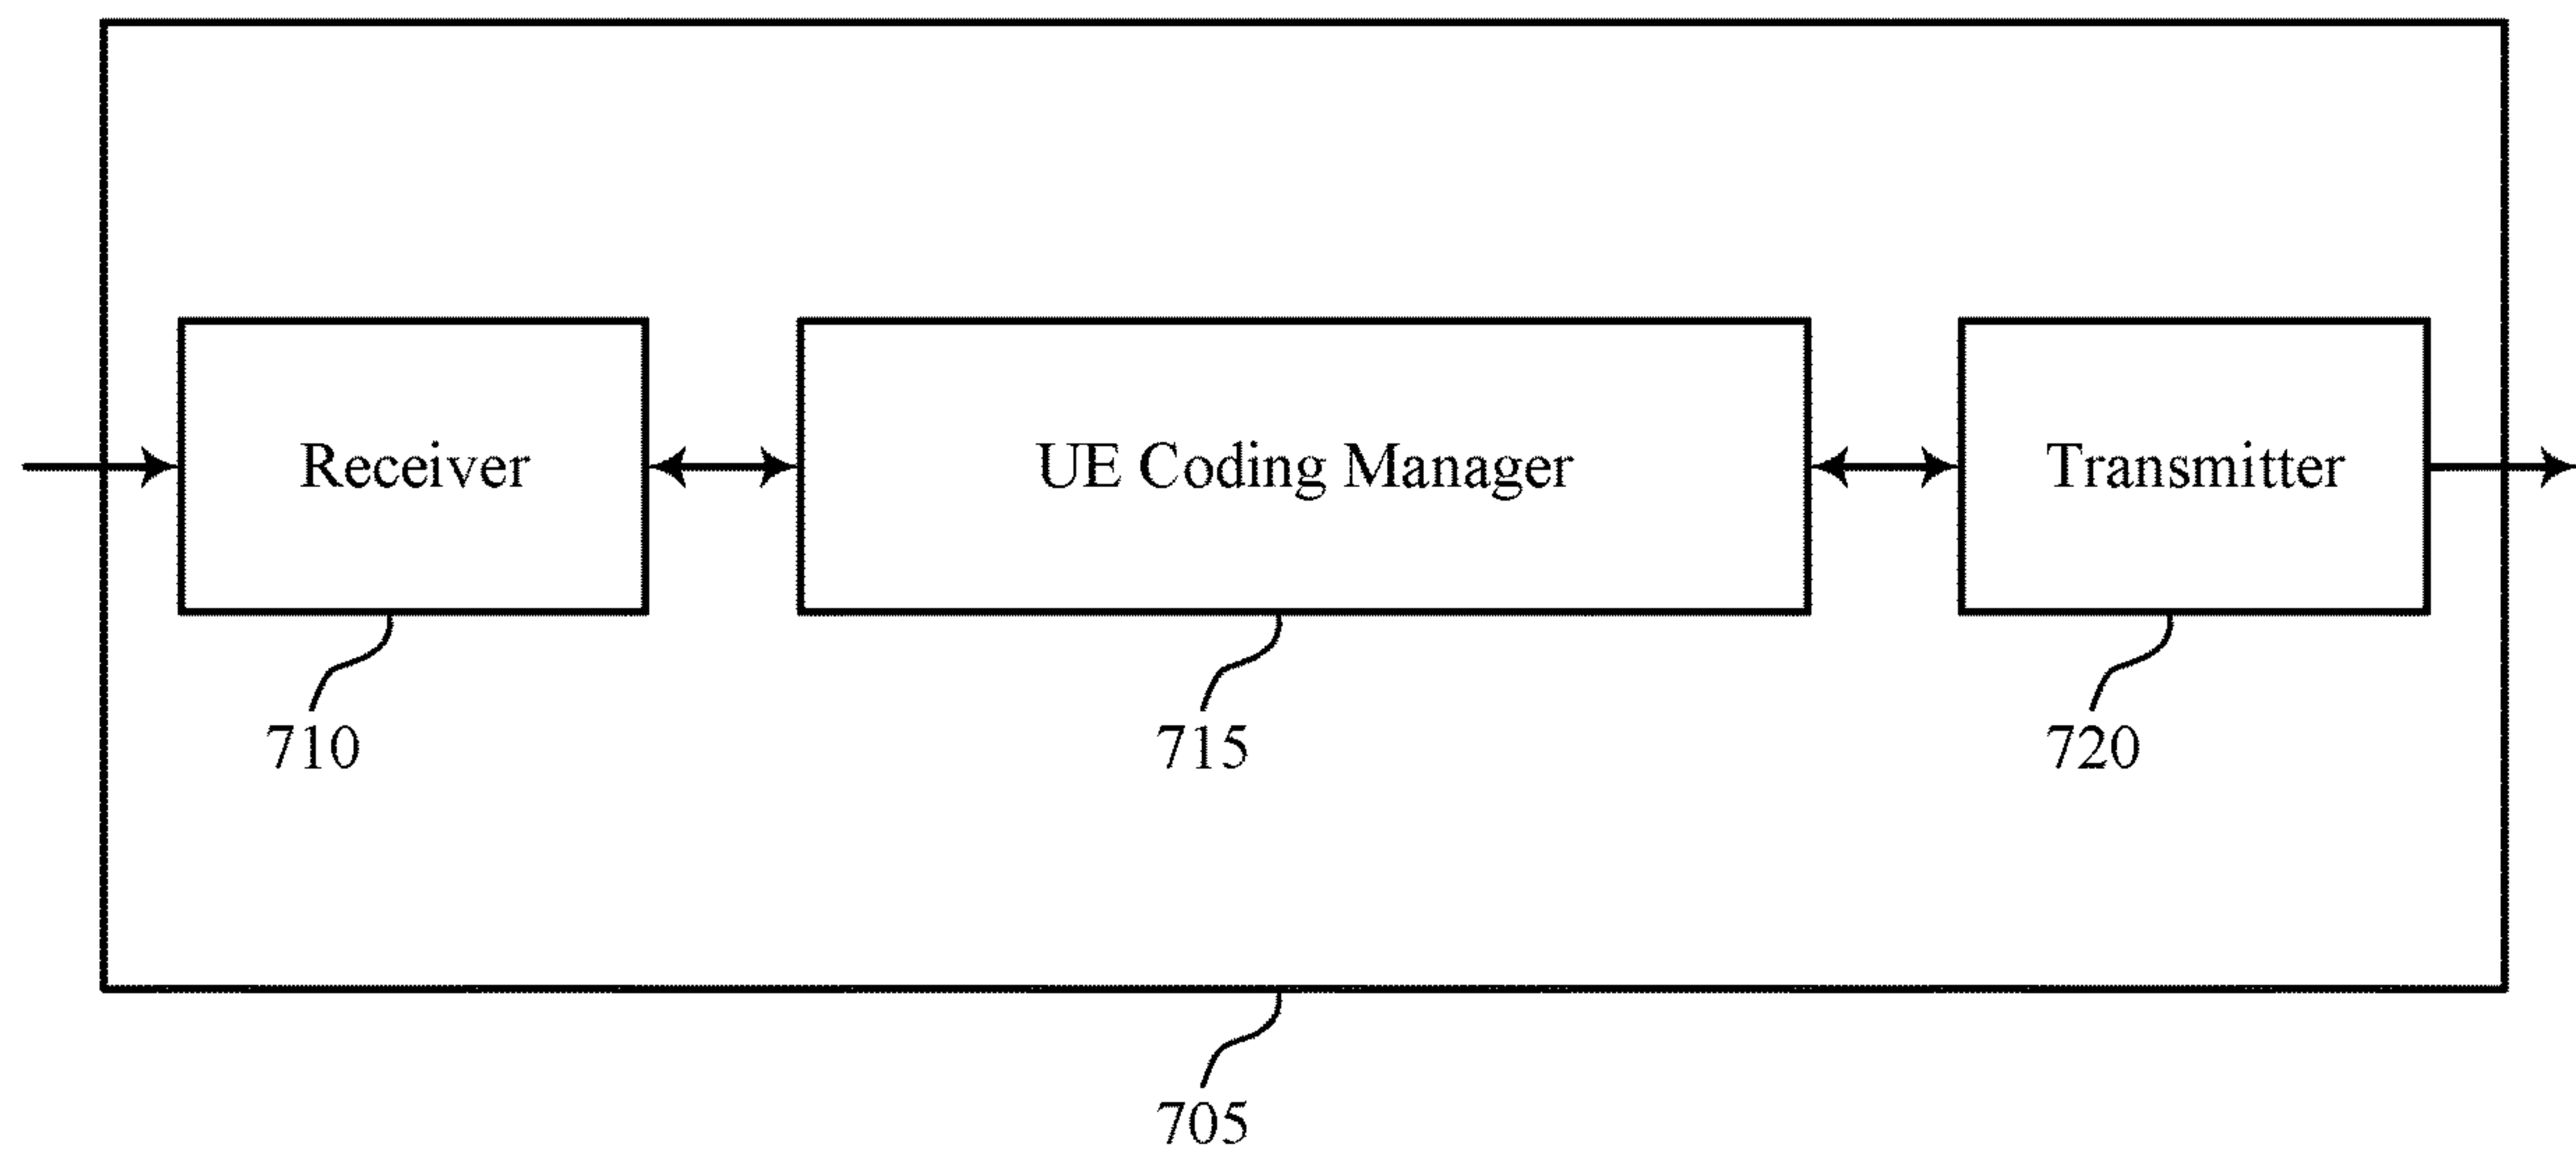 Receiver
UE Coding Manager
Transmitter
710
715
720
705